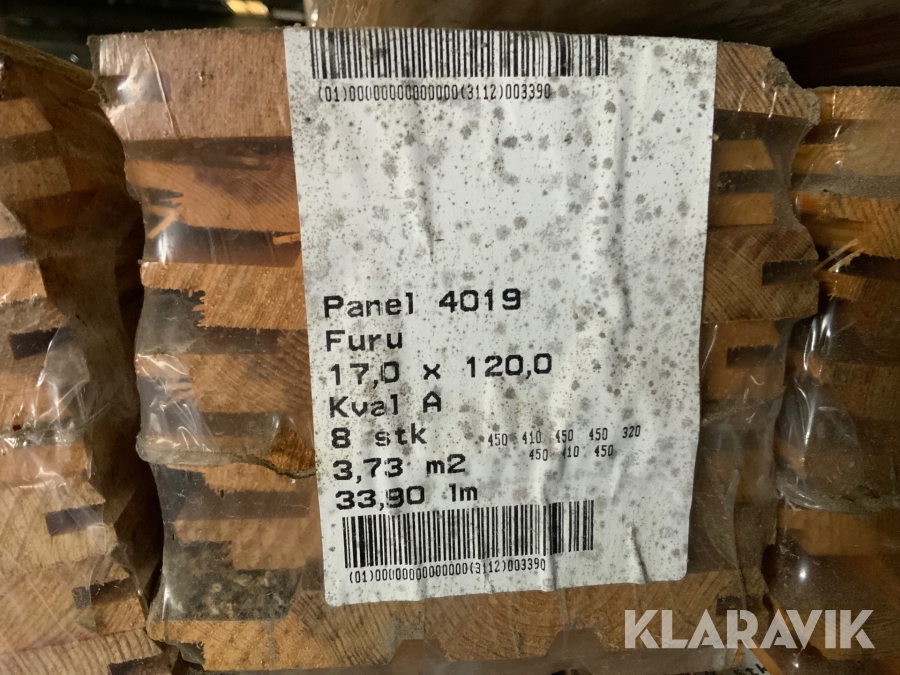 (01)00000000000000(3112)003390
Panel 4019
Furu
17,0 x 120,0
Kval A
8 stk 450 410 450 450 320
450 410 450
3,73 m2
33,90 lm
(01)00000000000000(3112)003390
KLARAVIK